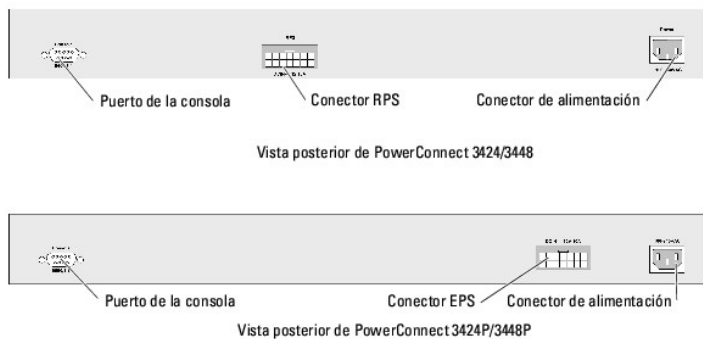 Puerto de la consola
Conector RPS
Conector de alimentación
Vista posterior de PowerConnect 3424/3448
Puerto de la consola
Conector EPS
Conector de alimentación
Vista posterior de PowerConnect 3424P/3448P